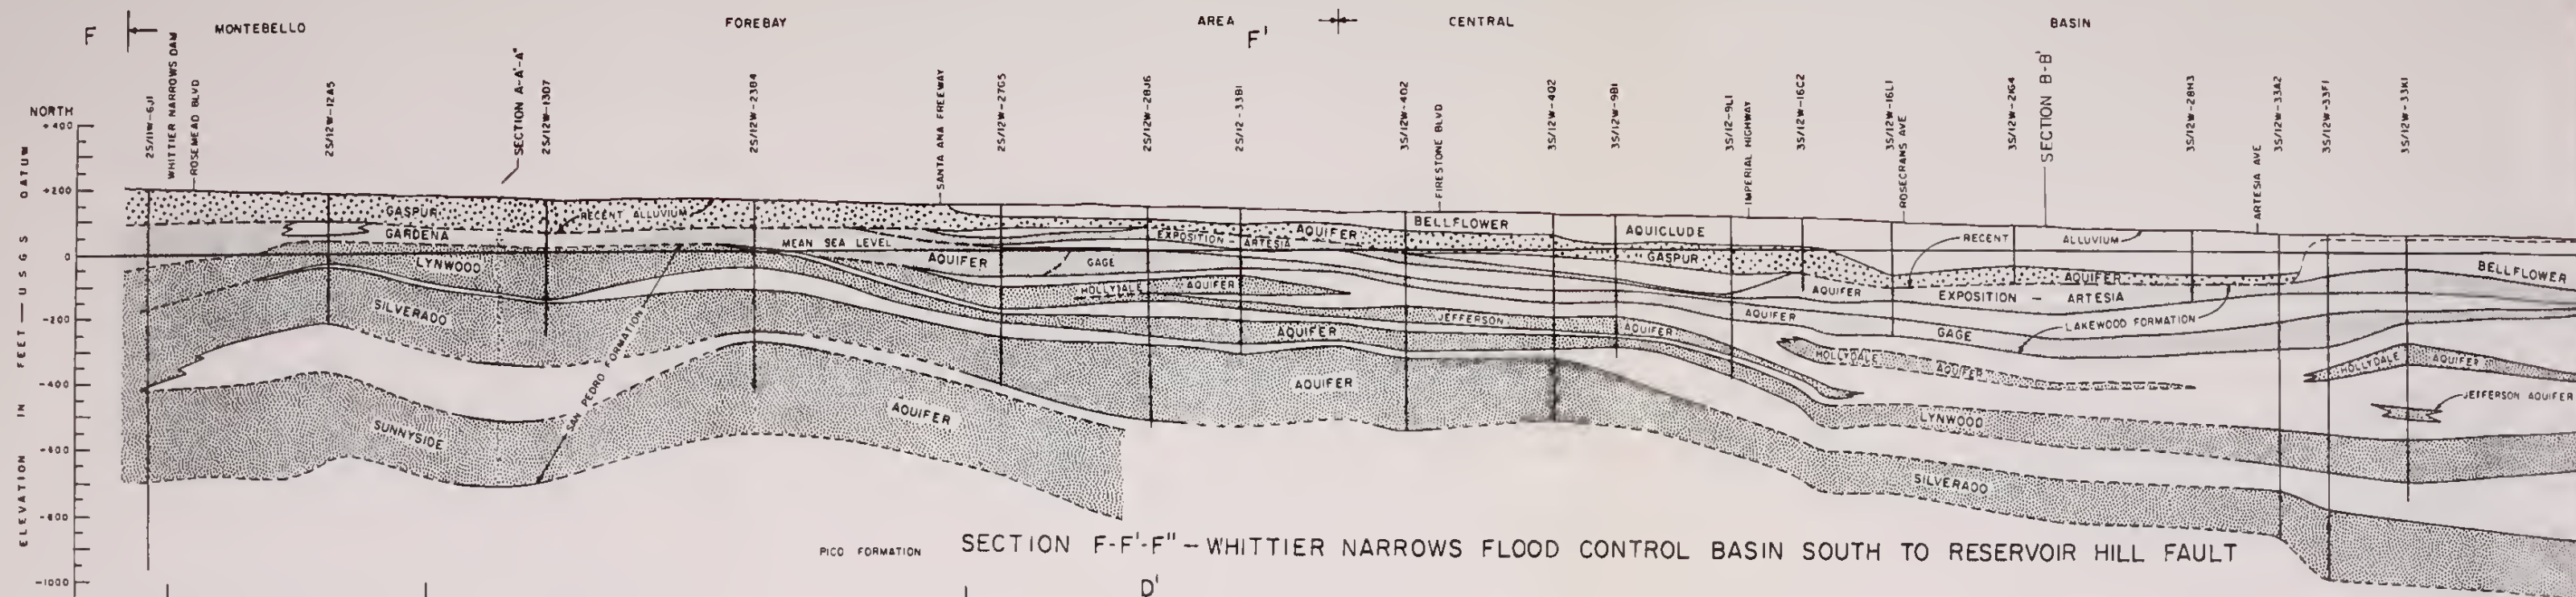 F
MONTEBELLO
FOREBAY
AREA
F'
CENTRAL
BASIN
NORTH
2S/11W-6J1
WHITTIER NARROWS DAM
ROSEMEAD BLVD
2S/12W-12A5
SECTION A-A'-A"
2S/12W-13D7
2S/12W-23B4
SANTA ANA FREEWAY
2S/12W-27G5
2S/12W-28J6
2S/12-33B1
3S/12W-4D2
FIRESTONE BLVD
3S/12W-4Q2
3S/12W-9B1
3S/12-9L1
IMPERIAL HIGHWAY
3S/12W-16C2
3S/12W-16L1
ROSECRANS AVE
3S/12W-21G4
SECTION B-B'
3S/12W-28H3
ARTESIA AVE
3S/12W-33A2
3S/12W-33F1
3S/12W-33K1
ELEVATION IN FEET — USGS DATUM
+400
+200
0
-200
-400
-600
-800
-1000
GASPUR
RECENT ALLUVIUM
GARDENA
MEAN SEA LEVEL
AQUIFER
EXPOSITION - ARTESIA
AQUIFER
GAGE
BELLFLOWER
AQUICLUDE
GASPUR
RECENT ALLUVIUM
AQUIFER
AQUIFER
EXPOSITION — ARTESIA
BELLFLOWER
LYNWOOD
HOLLYDALE AQUIFER
SILVERADO
AQUIFER
JEFFERSON AQUIFER
AQUIFER
GAGE
LAKEWOOD FORMATION
HOLLYDALE AQUIFER
HOLLYDALE AQUIFER
JEFFERSON AQUIFER
SAN PEDRO FORMATION
AQUIFER
AQUIFER
LYNWOOD
SUNNYSIDE
SILVERADO
PICO FORMATION
SECTION F-F'-F" — WHITTIER NARROWS FLOOD CONTROL BASIN SOUTH TO RESERVOIR HILL FAULT
D'